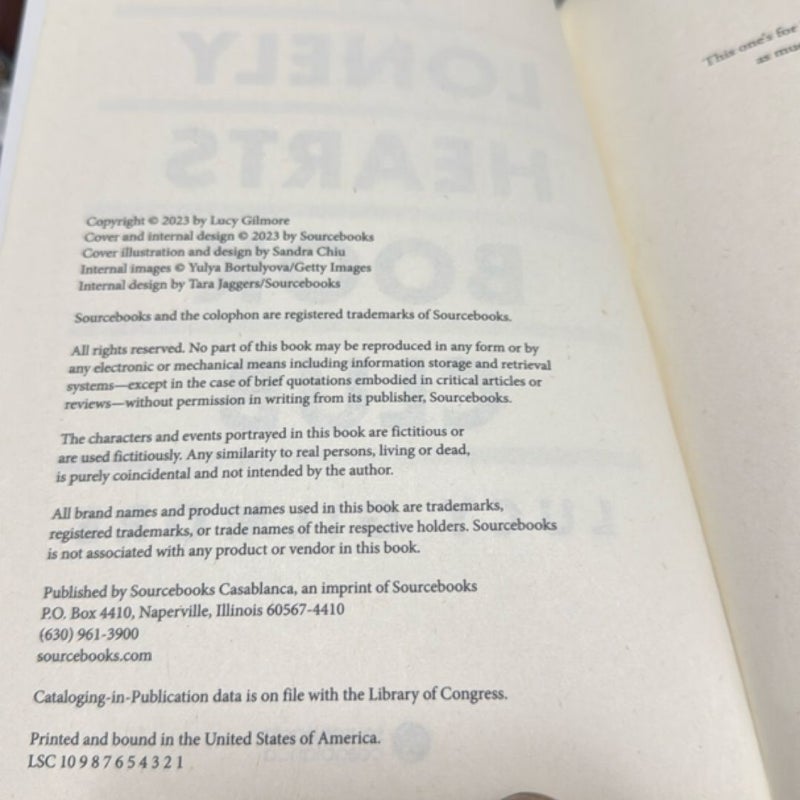 LONELY
HEARTS
BOOK
Copyright © 2023 by Lucy Gilmore
Cover and internal design © 2023 by Sourcebooks
Cover illustration and design by Sandra Chiu
Internal images © Yulya Bortulyova/Getty Images
Internal design by Tara Jaggers/Sourcebooks
Sourcebooks and the colophon are registered trademarks of Sourcebooks.
All rights reserved. No part of this book may be reproduced in any form or by
any electronic or mechanical means including information storage and retrieval
systems—except in the case of brief quotations embodied in critical articles or
reviews—without permission in writing from its publisher, Sourcebooks.
The characters and events portrayed in this book are fictitious or
are used fictitiously. Any similarity to real persons, living or dead,
is purely coincidental and not intended by the author.
All brand names and product names used in this book are trademarks,
registered trademarks, or trade names of their respective holders. Sourcebooks
is not associated with any product or vendor in this book.
Published by Sourcebooks Casablanca, an imprint of Sourcebooks
P.O. Box 4410, Naperville, Illinois 60567-4410
(630) 961-3900
sourcebooks.com
Cataloging-in-Publication data is on file with the Library of Congress.
Printed and bound in the United States of America.
LSC 10 9 8 7 6 5 4 3 2 1
This one's for
as